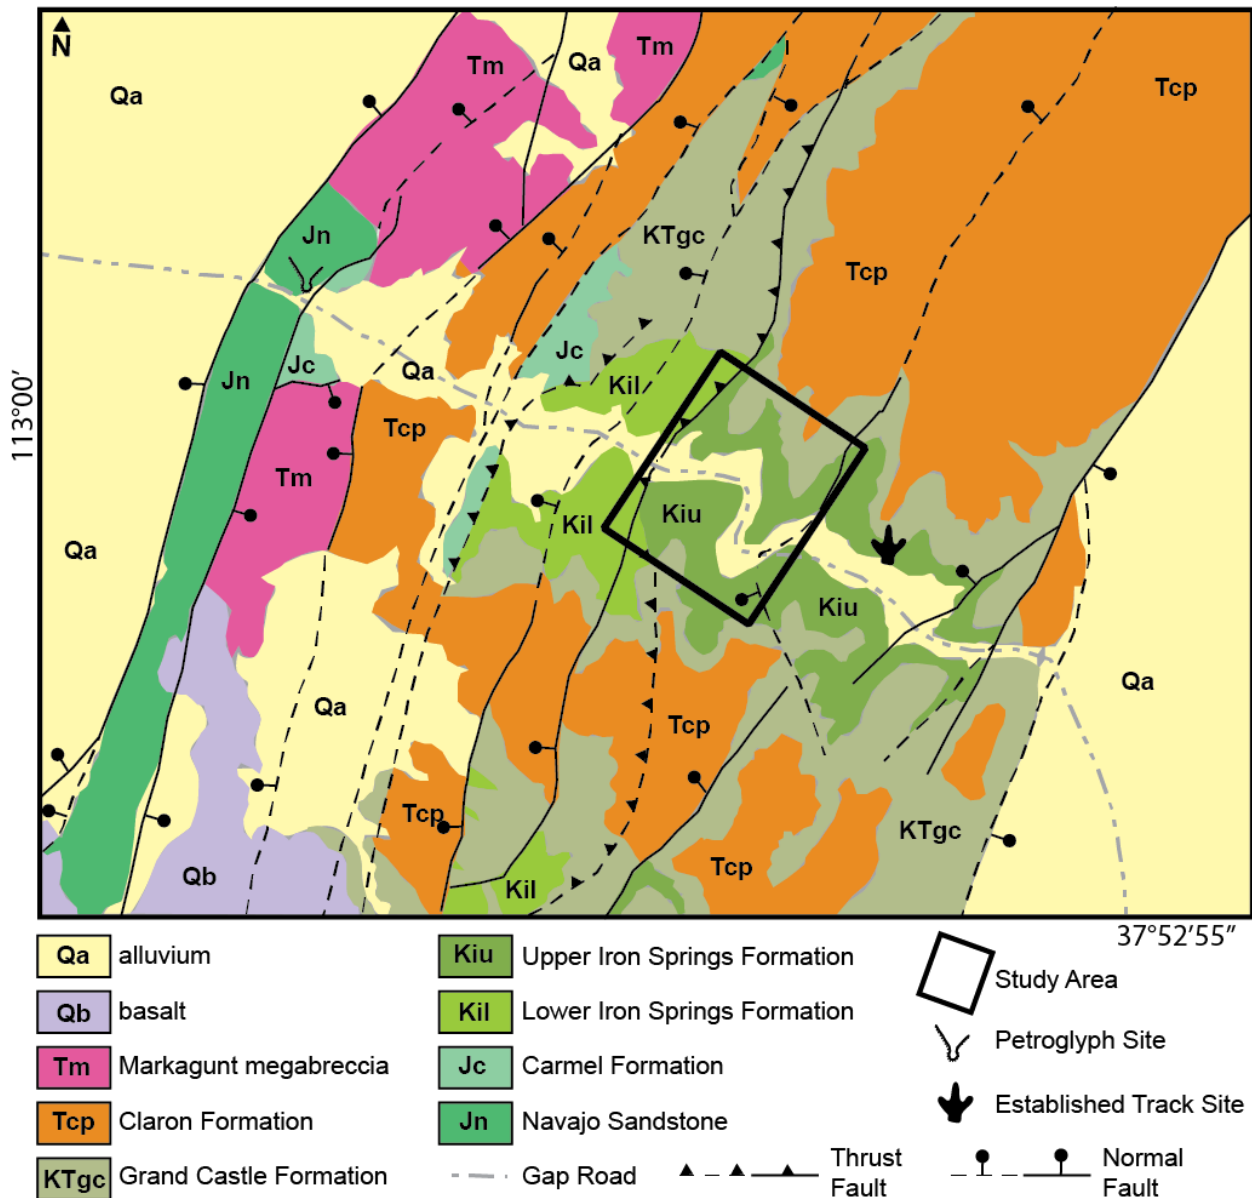 N
Qa
Tm
Qa
Tm
Tcp
Jn
KTgc
Tcp
Jc
Qa
Jc
Kil
Jn
Tcp
113°00'
Tm
Kil
Kiu
Qa
Kiu
Qa
Qa
Tcp
Tcp
KTgc
Qb
Kil
Tcp
37°52'55"
Qa alluvium
Qb basalt
Tm Markagunt megabreccia
Tcp Claron Formation
KTgc Grand Castle Formation
Kiu Upper Iron Springs Formation
Kil Lower Iron Springs Formation
Jc Carmel Formation
Jn Navajo Sandstone
Gap Road
Study Area
Petroglyph Site
Established Track Site
Thrust
Fault
Normal
Fault